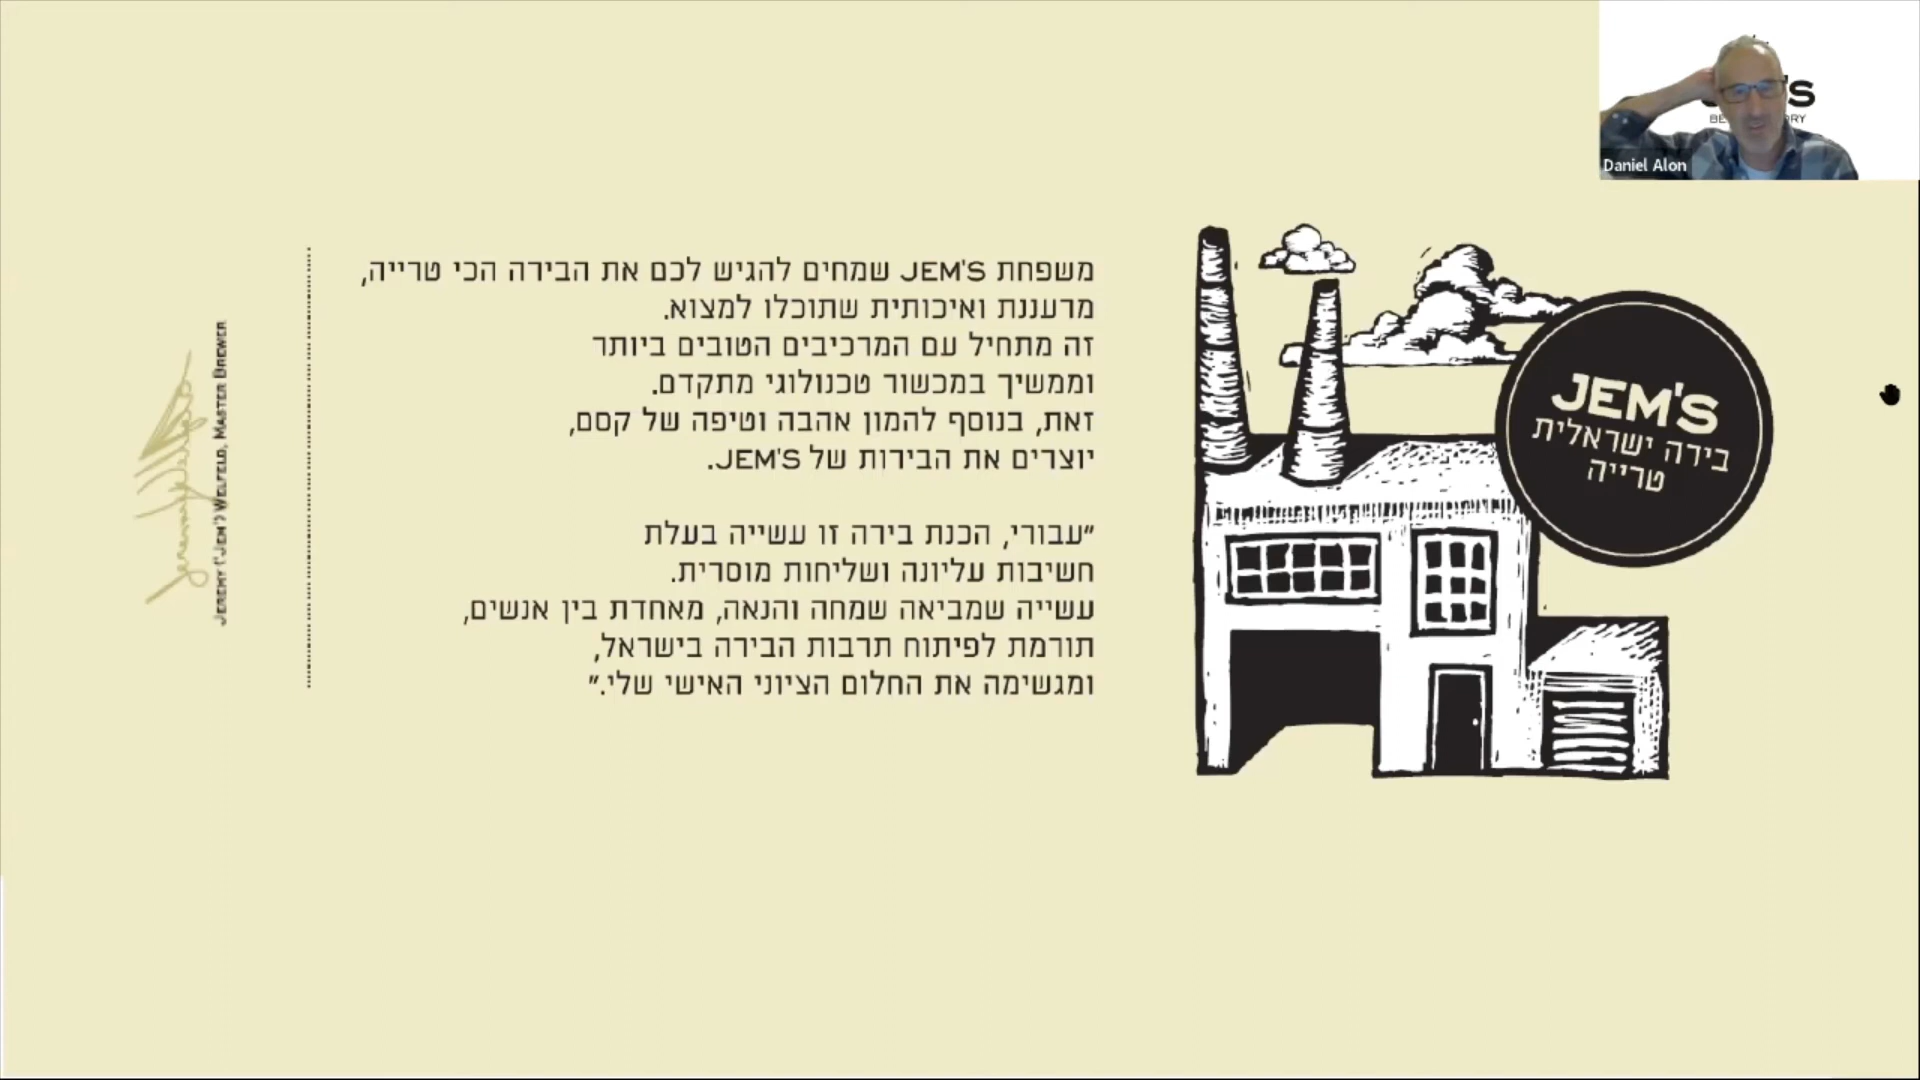 משפחת JEM'S שמחים להגיש לכם את הבירה הכי טרייה,
מרעננת ואיכותית שתוכלו למצוא.
זה מתחיל עם המרכיבים הטובים ביותר
וממשיך במכשור טכנולוגי מתקדם.
זאת, בנוסף להמון אהבה וטיפה של קסם,
יוצרים את הבירות של JEM'S.
"עבורי, הכנת בירה זו עשייה בעלת
חשיבות עליונה ושליחות מוסרית.
עשייה שמביאה שמחה והנאה, מאחדת בין אנשים,
תורמת לפיתוח תרבות הבירה בישראל,
ומגשימה את החלום הציוני האישי שלי."
JEREMY ("JEM") WELFELD, MASTER BREWER
JEM'S
בירה ישראלית
טרייה
Daniel Alon